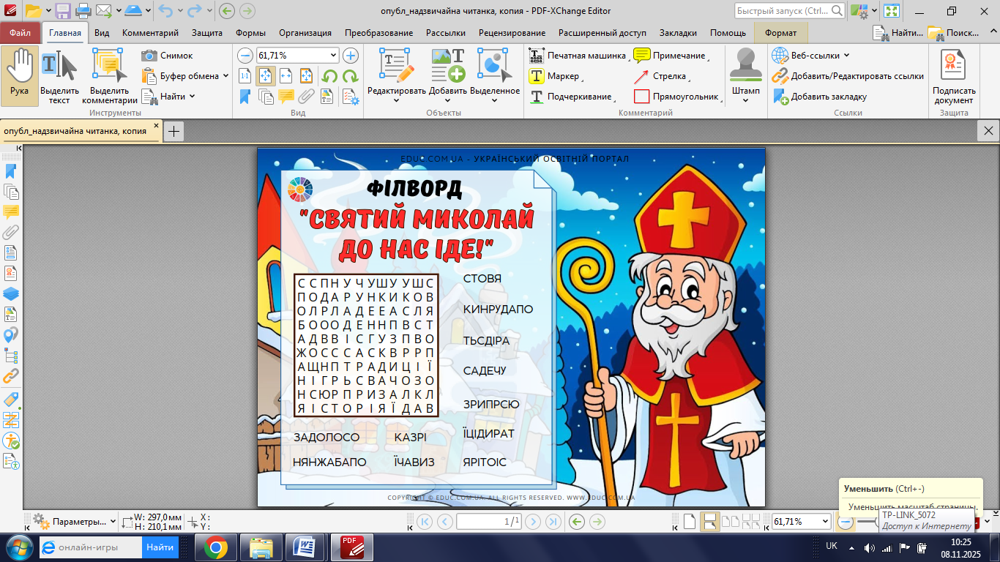 опубл_надзвичайна читанка, копия - PDF-XChange Editor
Быстрый запуск (Ctrl...
Файл Главная Вид Комментарий Защита Формы Организация Преобразование Рассылки Рецензирование Расширенный доступ Закладки Помощь Формат Найти... Поиск...
Рука
Выделить текст
Выделить комментарии
Снимок
Буфер обмена
Найти
Инструменты
61,71%
Вид
Редактировать Добавить Выделенное
Объекты
Печатная машинка Примечание
Маркер Стрелка
Подчеркивание Прямоугольник
Штамп
Комментарий
Веб-ссылки
Добавить/Редактировать ссылки
Добавить закладку
Ссылки
Подписать документ
Защита
опубл_надзвичайна читанка, копия
EDUC.COM.UA - УКРАЇНСЬКИЙ ОСВІТНІЙ ПОРТАЛ
ФІЛВОРД
"СВЯТИЙ МИКОЛАЙ
ДО НАС ІДЕ!"
С С П Н У Ч У Ш У У Ш С
П О Д А Р У Н К И К О В
О Л Р Л А Д Е Е А С Л Я
Б О О О Д Е Н Н П В С Т
А Д В В І С Г У З П В О
Ж О С С С А С К В Р Р П
А Щ Н П Т Р А Д И Ц І Ї
Н І Г Р Ь С В А Ч О З О
Н С Ю Р П Р И З А Л К Л
Я І С Т О Р І Я Ї Д А В
СТОВЯ
КИНРУДАПО
ТЬСДІРА
САДЕЧУ
ЗРИПРСЮ
ЇЦІДИРАТ
ЗАДОЛОСО КАЗРІ
НЯНЖАБАПО ЇЧАВИЗ ЯРІТОІС
COPYRIGHT © EDUC.COM.UA. ALL RIGHTS RESERVED. WWW.EDUC.COM.UA
Уменьшить (Ctrl+-)
Уменьшить масштаб страницы.
TP-LINK_5072
Доступ к Интернету
Параметры...
W: 297,0 мм
H: 210,1 мм
X :
Y :
1 / 1
61,71%
онлайн-игры Найти
PDF
UK
10:25
08.11.2025